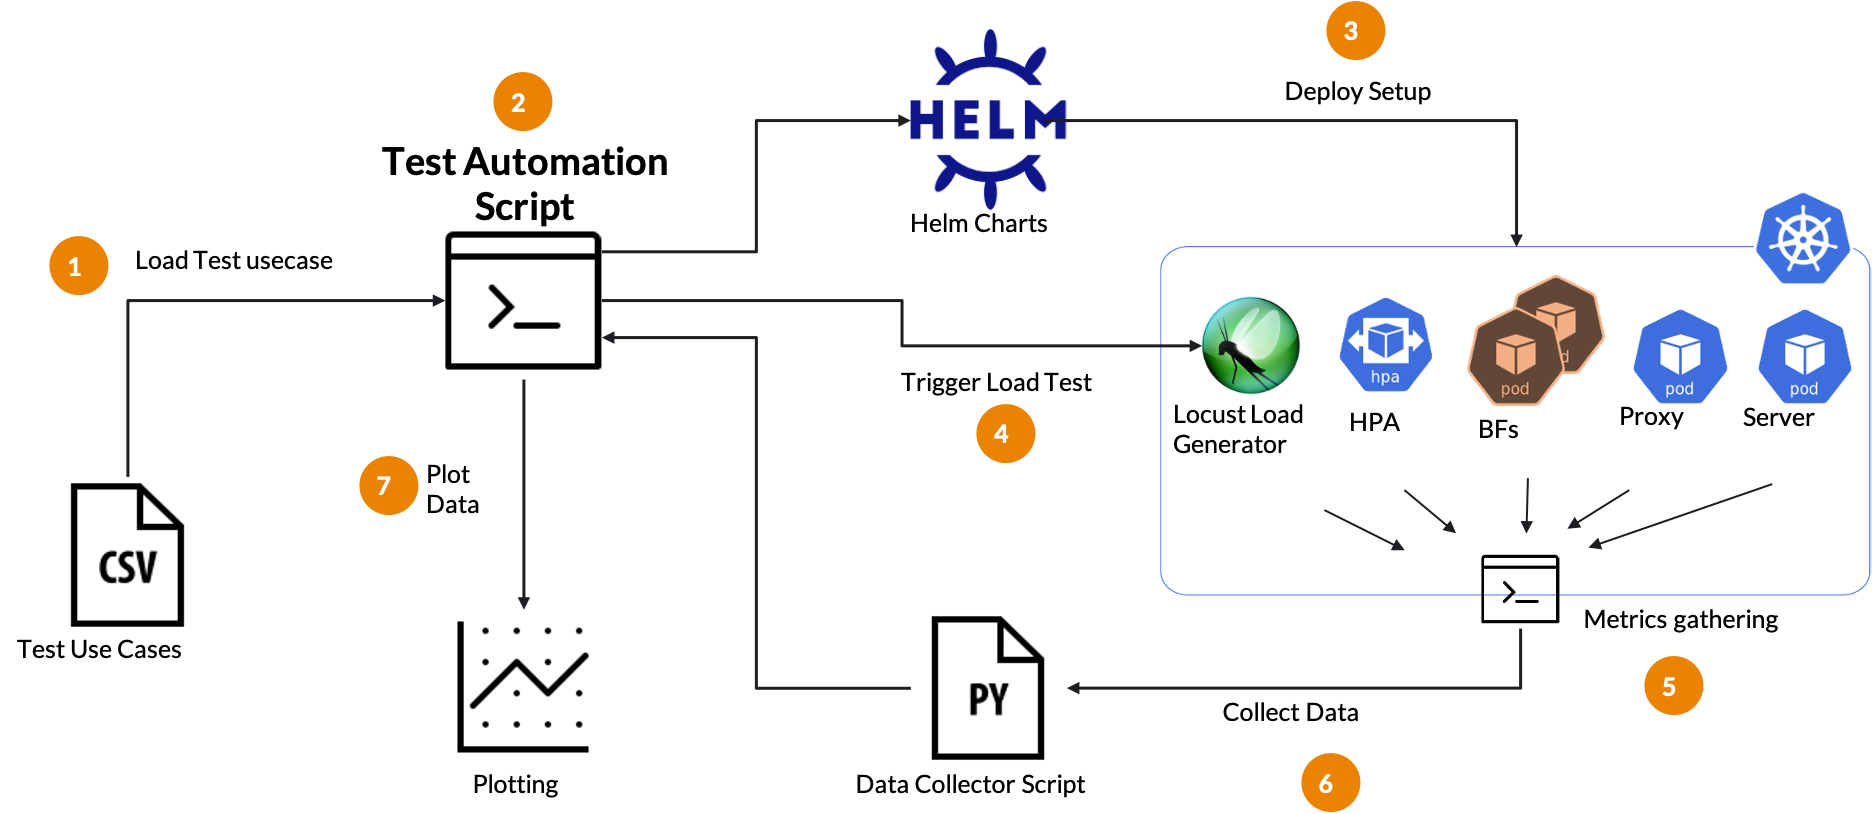 3
Deploy Setup
2
Test Automation
Script
HELM
Helm Charts
1
Load Test usecase
>_
Trigger Load Test
4
Locust Load
Generator
hpa
HPA
d
pod
BFs
pod
Proxy
pod
Server
7
Plot
Data
CSV
Test Use Cases
>_
Metrics gathering
5
PY
Collect Data
6
Plotting
Data Collector Script